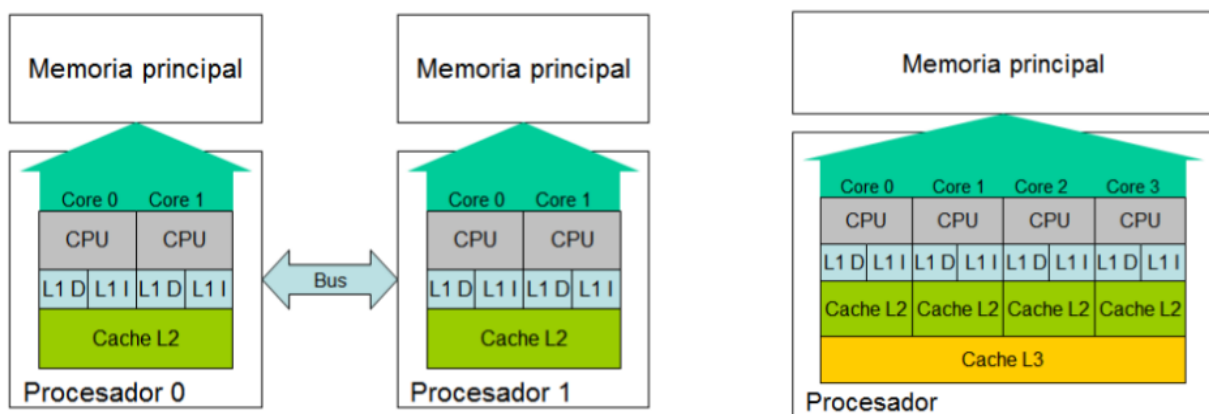 Memoria principal
Core 0 Core 1
CPU CPU
L1 D L1 I L1 D L1 I
Cache L2
Procesador 0
Bus
Memoria principal
Core 0 Core 1
CPU CPU
L1 D L1 I L1 D L1 I
Cache L2
Procesador 1
Memoria principal
Core 0 Core 1 Core 2 Core 3
CPU CPU CPU CPU
L1 D L1 I L1 D L1 I L1 D L1 I L1 D L1 I
Cache L2 Cache L2 Cache L2 Cache L2
Cache L3
Procesador